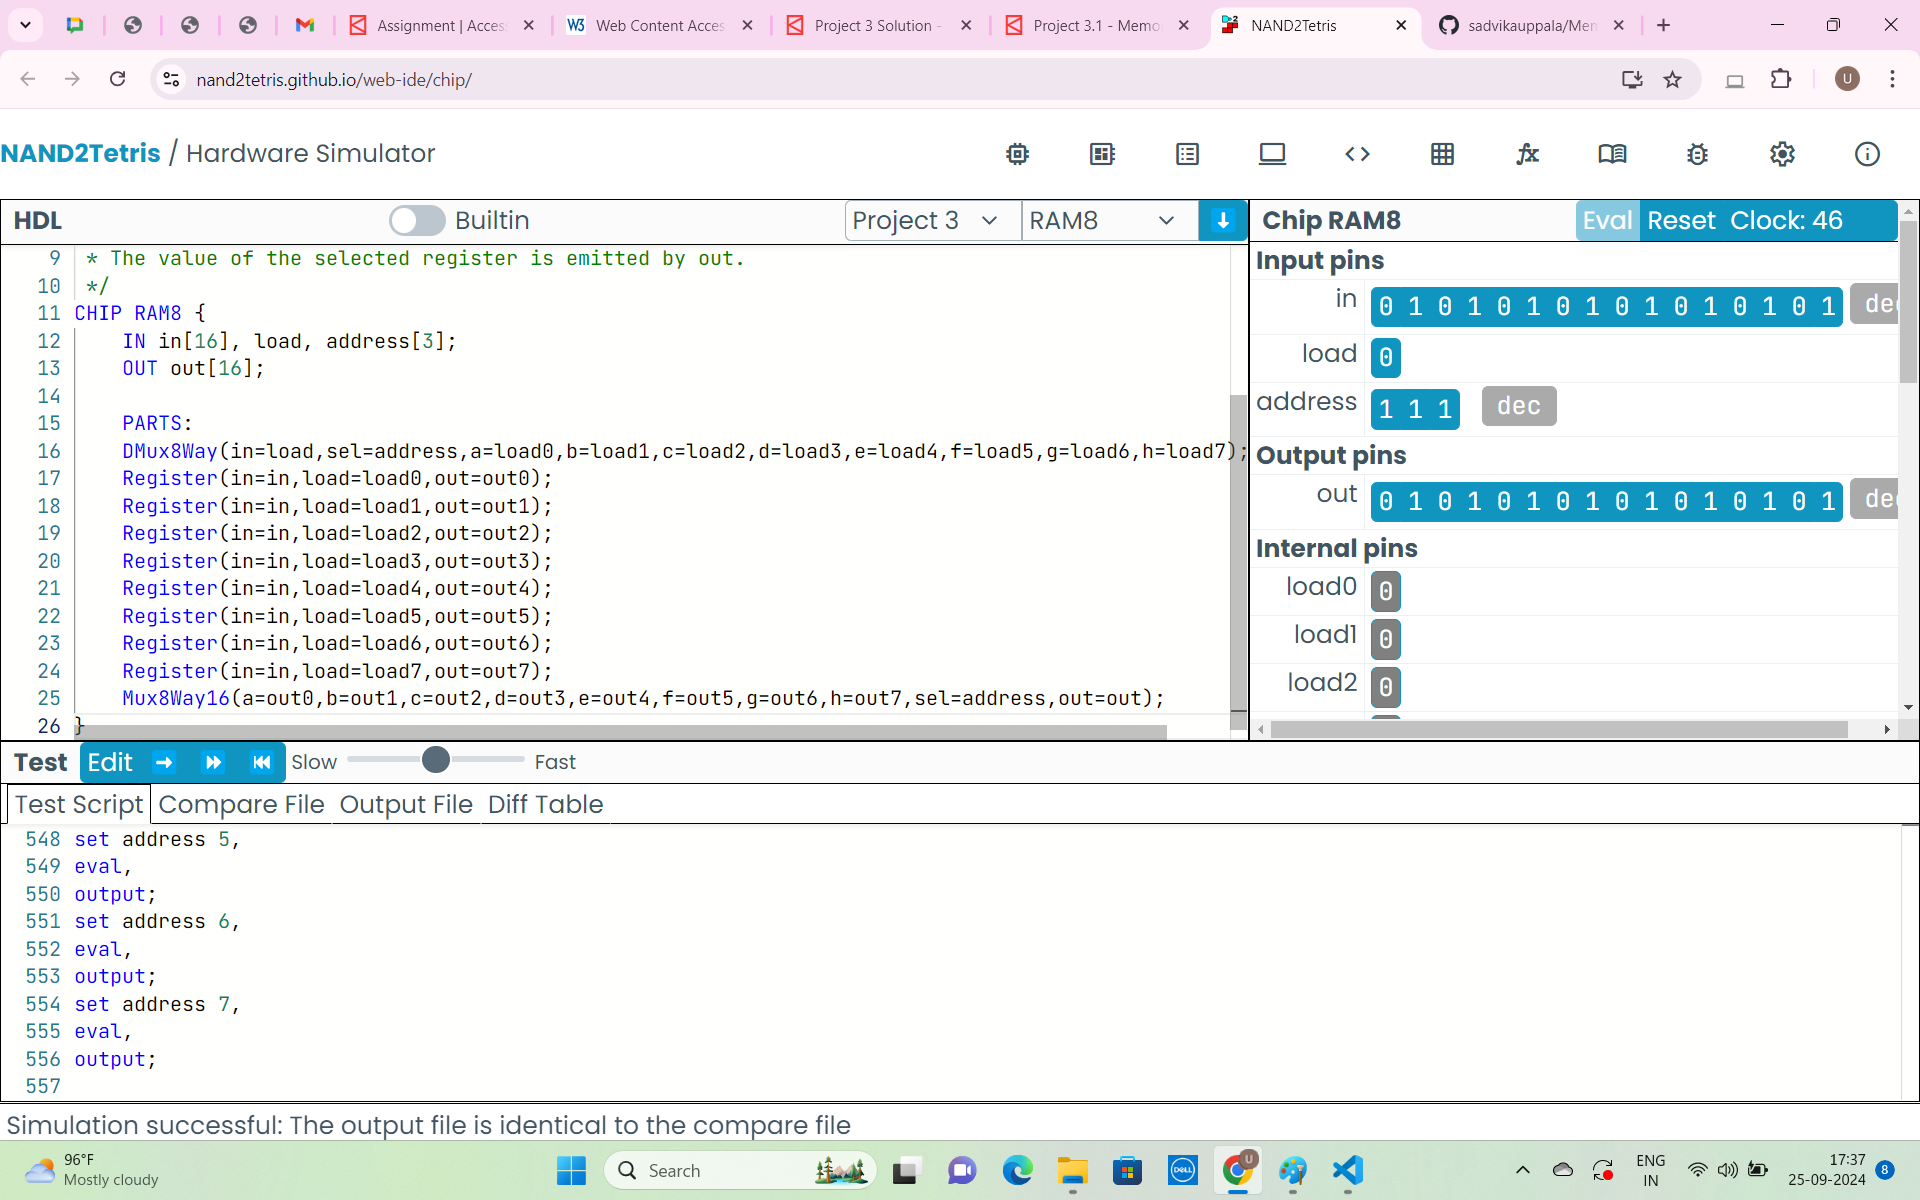 Assignment | Acces
Web Content Acces
Project 3 Solution -
Project 3.1 - Memo
NAND2Tetris
sadvikauppala/Mem
nand2tetris.github.io/web-ide/chip/
U
NAND2Tetris / Hardware Simulator
HDL
Builtin
Project 3
RAM8
Chip RAM8
Eval Reset Clock: 46
9 * The value of the selected register is emitted by out.
10 */
11 CHIP RAM8 {
12 IN in[16], load, address[3];
13 OUT out[16];
14
15 PARTS:
16 DMux8Way(in=load,sel=address,a=load0,b=load1,c=load2,d=load3,e=load4,f=load5,g=load6,h=load7);
17 Register(in=in,load=load0,out=out0);
18 Register(in=in,load=load1,out=out1);
19 Register(in=in,load=load2,out=out2);
20 Register(in=in,load=load3,out=out3);
21 Register(in=in,load=load4,out=out4);
22 Register(in=in,load=load5,out=out5);
23 Register(in=in,load=load6,out=out6);
24 Register(in=in,load=load7,out=out7);
25 Mux8Way16(a=out0,b=out1,c=out2,d=out3,e=out4,f=out5,g=out6,h=out7,sel=address,out=out);
26 }
Input pins
in 0 1 0 1 0 1 0 1 0 1 0 1 0 1 0 1 dec
load 0
address 1 1 1 dec
Output pins
out 0 1 0 1 0 1 0 1 0 1 0 1 0 1 0 1 dec
Internal pins
load0 0
load1 0
load2 0
Test Edit Slow Fast
Test Script Compare File Output File Diff Table
548 set address 5,
549 eval,
550 output;
551 set address 6,
552 eval,
553 output;
554 set address 7,
555 eval,
556 output;
557
Simulation successful: The output file is identical to the compare file
96°F
Mostly cloudy
Search
DELL
U
ENG
IN
17:37
25-09-2024
8